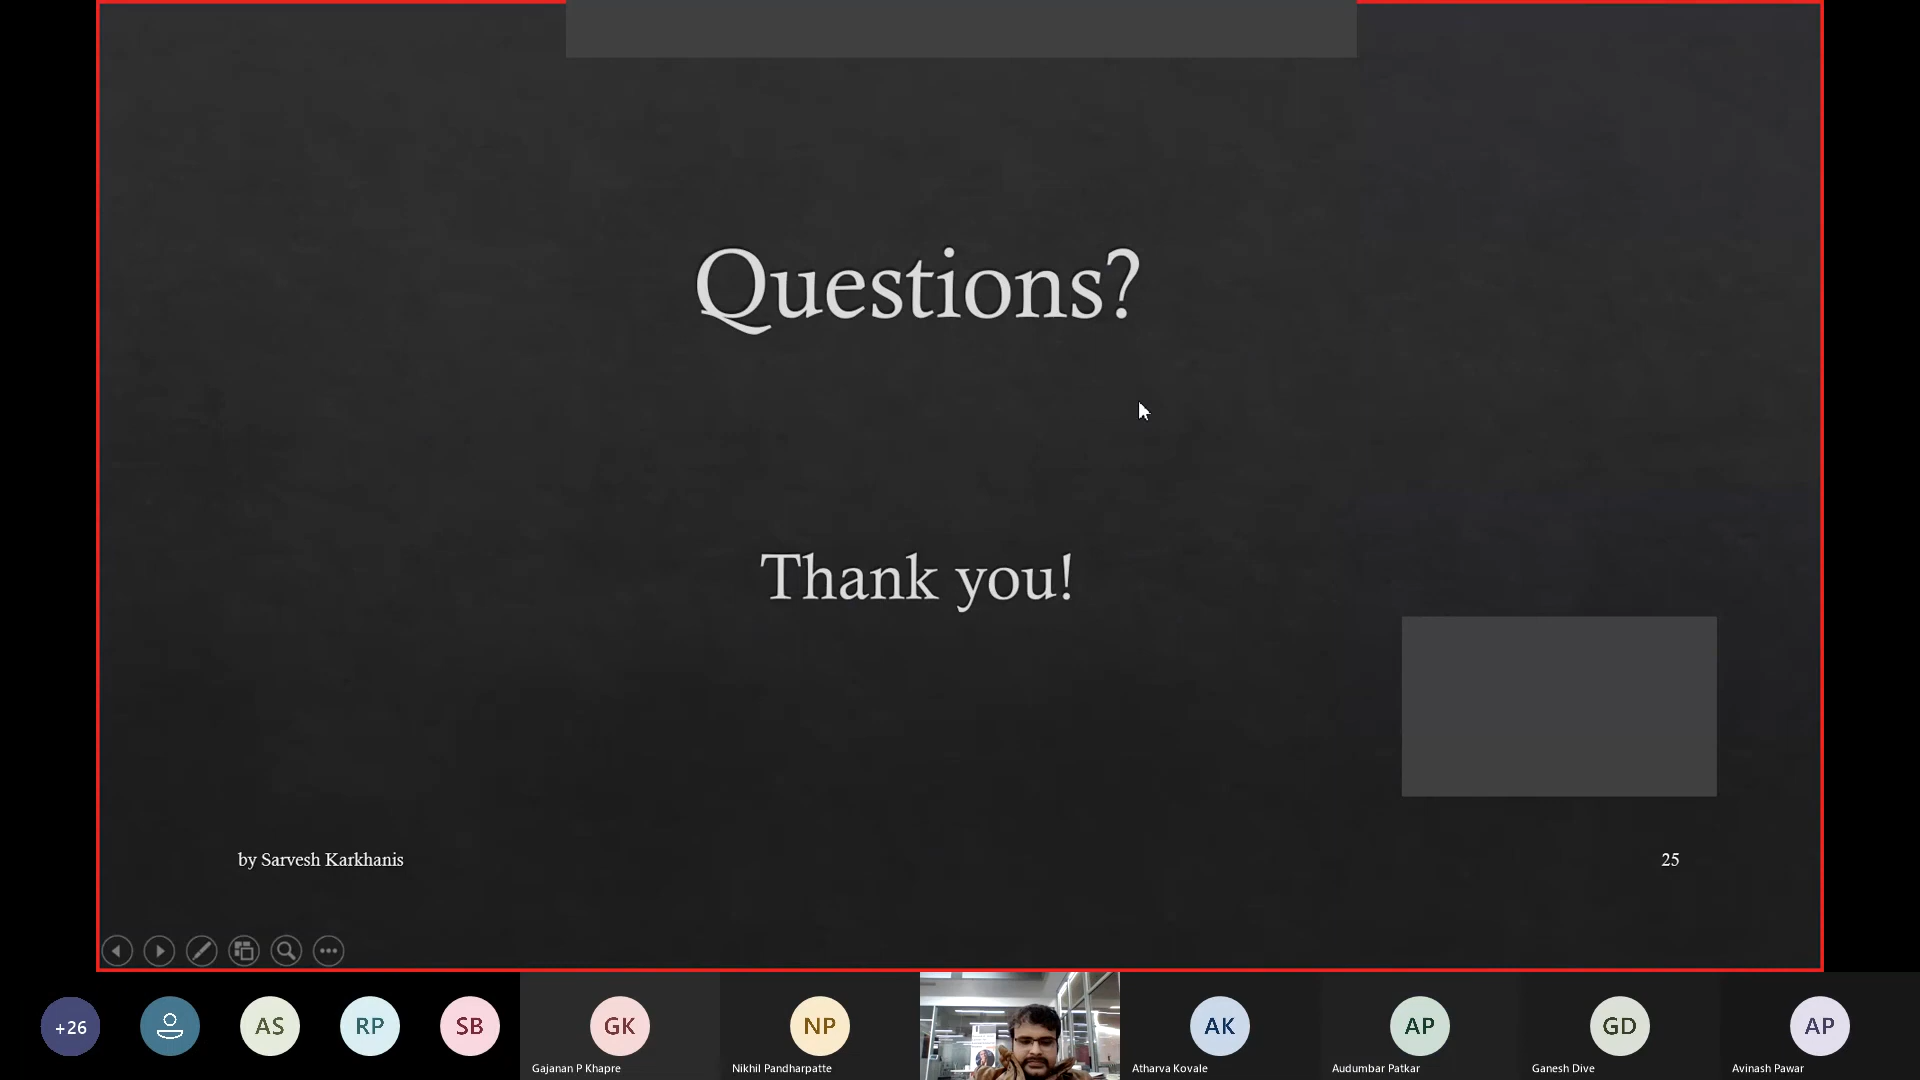 Questions?
Thank you!
by Sarvesh Karkhanis
25
+26
AS
RP
SB
GK
NP
AK
AP
GD
AP
Gajanan P Khapre
Nikhil Pandharpatte
Atharva Kovale
Audumbar Patkar
Ganesh Dive
Avinash Pawar